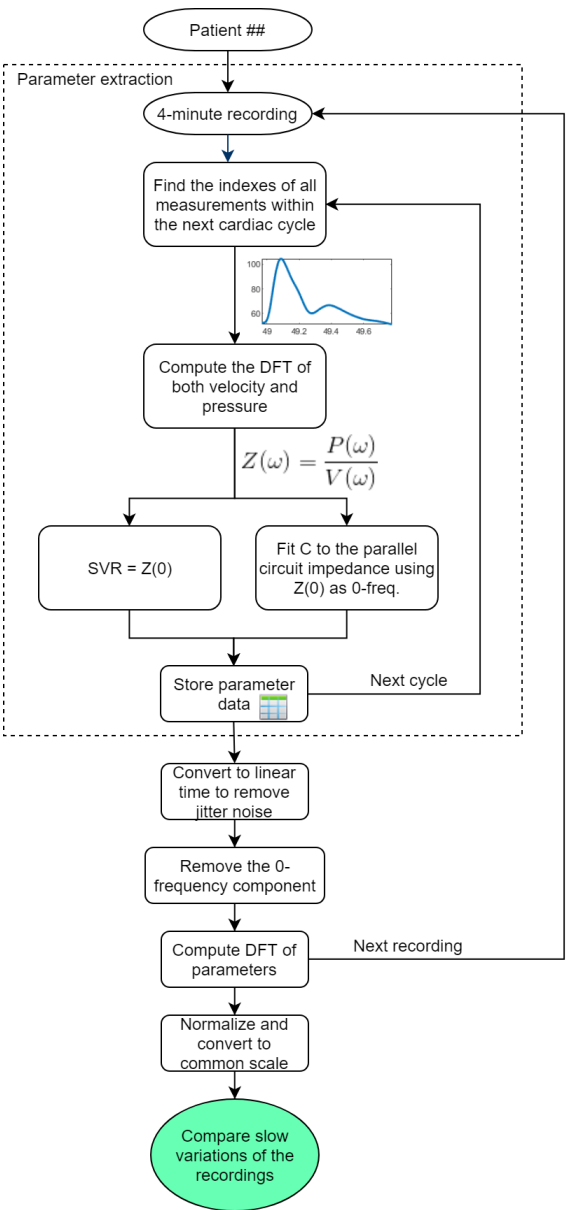 Patient ##
Parameter extraction
4-minute recording
Find the indexes of all
measurements within
the next cardiac cycle
100
80
60
49 49.2 49.4 49.6
Compute the DFT of
both velocity and
pressure
Z(ω) = P(ω) / V(ω)
SVR = Z(0)
Fit C to the parallel
circuit impedance using
Z(0) as 0-freq.
Store parameter
data
Next cycle
Convert to linear
time to remove
jitter noise
Remove the 0-
frequency component
Compute DFT of
parameters
Next recording
Normalize and
convert to
common scale
Compare slow
variations of the
recordings